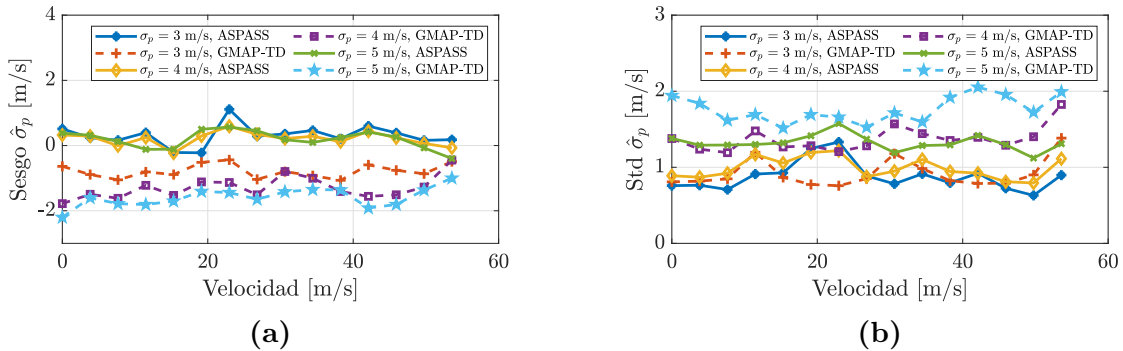 4
2
0
-2
Sesgo σ̂p [m/s]
σp = 3 m/s, ASPASS
σp = 3 m/s, GMAP-TD
σp = 4 m/s, ASPASS
σp = 4 m/s, GMAP-TD
σp = 5 m/s, ASPASS
σp = 5 m/s, GMAP-TD
0 20 40 60
Velocidad [m/s]
(a)
3
2
1
0
Std σ̂p [m/s]
σp = 3 m/s, ASPASS
σp = 3 m/s, GMAP-TD
σp = 4 m/s, ASPASS
σp = 4 m/s, GMAP-TD
σp = 5 m/s, ASPASS
σp = 5 m/s, GMAP-TD
0 20 40 60
Velocidad [m/s]
(b)